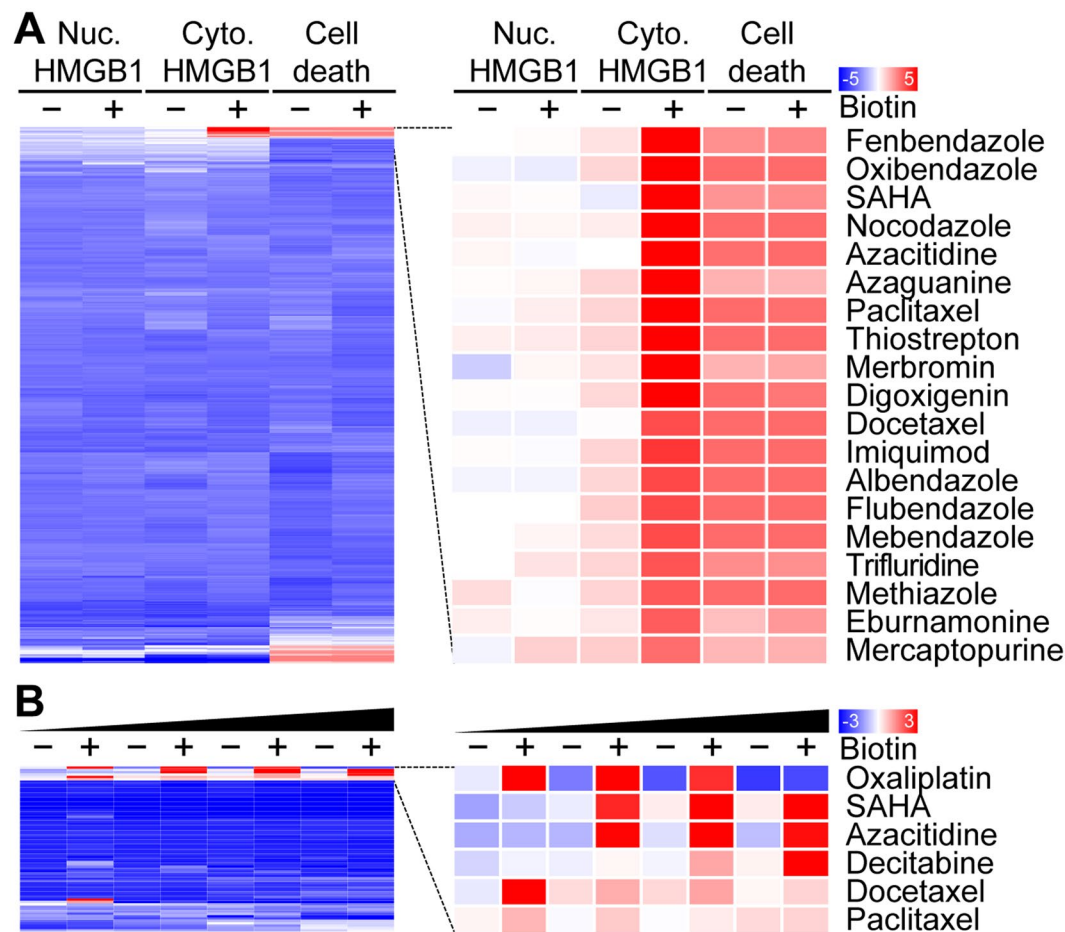 A
Nuc. HMGB1 Cyto. HMGB1 Cell death
Nuc. HMGB1 Cyto. HMGB1 Cell death
− + − + − +
− + − + − +
-5 5
Biotin
Fenbendazole
Oxibendazole
SAHA
Nocodazole
Azacitidine
Azaguanine
Paclitaxel
Thiostrepton
Merbromin
Digoxigenin
Docetaxel
Imiquimod
Albendazole
Flubendazole
Mebendazole
Trifluridine
Methiazole
Eburnamonine
Mercaptopurine
B
− + − + − + − +
− + − + − + − +
-3 3
Biotin
Oxaliplatin
SAHA
Azacitidine
Decitabine
Docetaxel
Paclitaxel